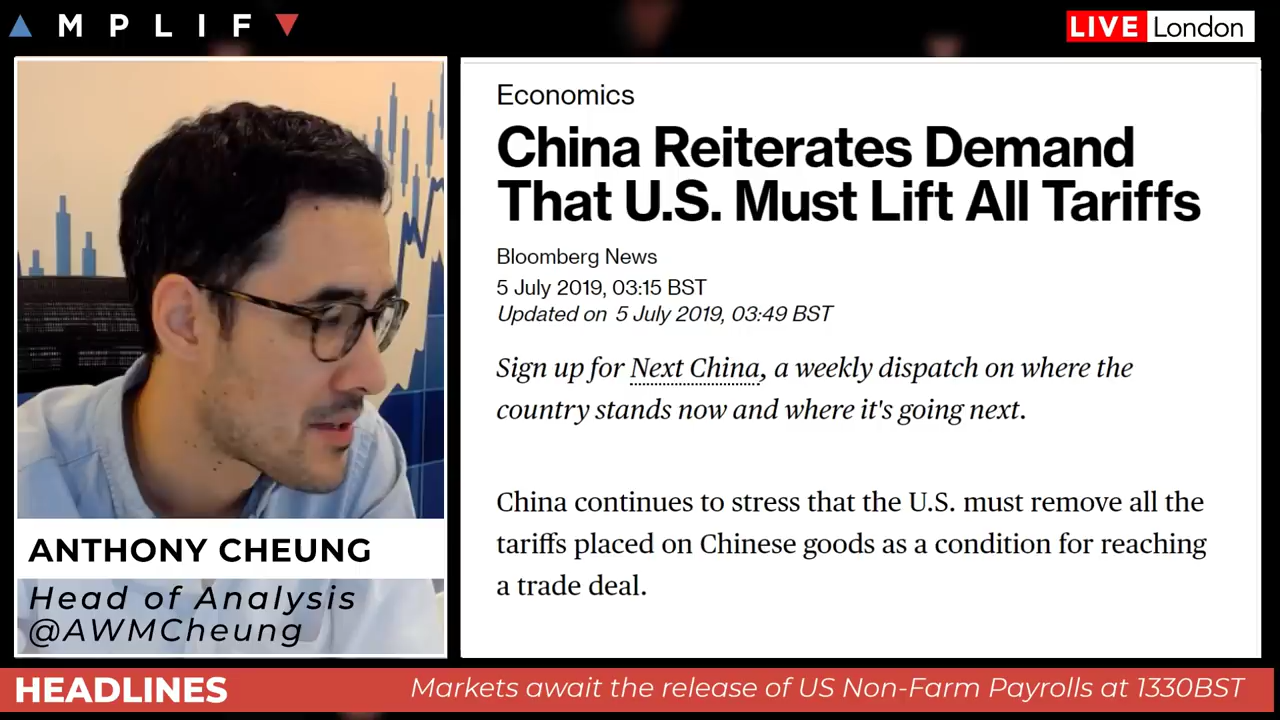 ▲ M P L I F ▼
LIVE London
Economics
China Reiterates Demand
That U.S. Must Lift All Tariffs
Bloomberg News
5 July 2019, 03:15 BST
Updated on 5 July 2019, 03:49 BST
Sign up for Next China, a weekly dispatch on where the
country stands now and where it's going next.
China continues to stress that the U.S. must remove all the
tariffs placed on Chinese goods as a condition for reaching
a trade deal.
ANTHONY CHEUNG
Head of Analysis
@AWMCheung
HEADLINES
Markets await the release of US Non-Farm Payrolls at 1330BST